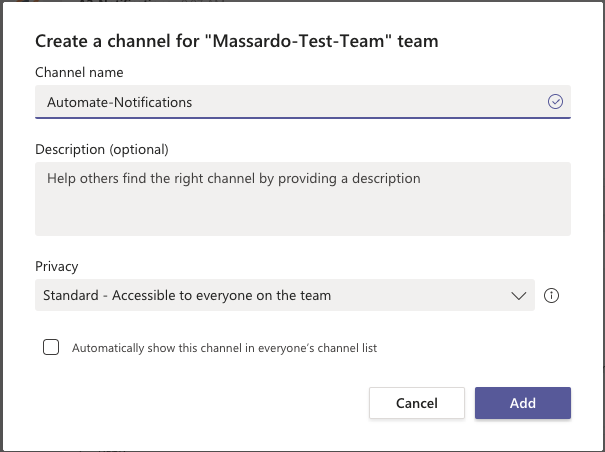 Create a channel for "Massardo-Test-Team" team
Channel name
Automate-Notifications
Description (optional)
Help others find the right channel by providing a description
Privacy
Standard - Accessible to everyone on the team
Automatically show this channel in everyone's channel list
Cancel
Add